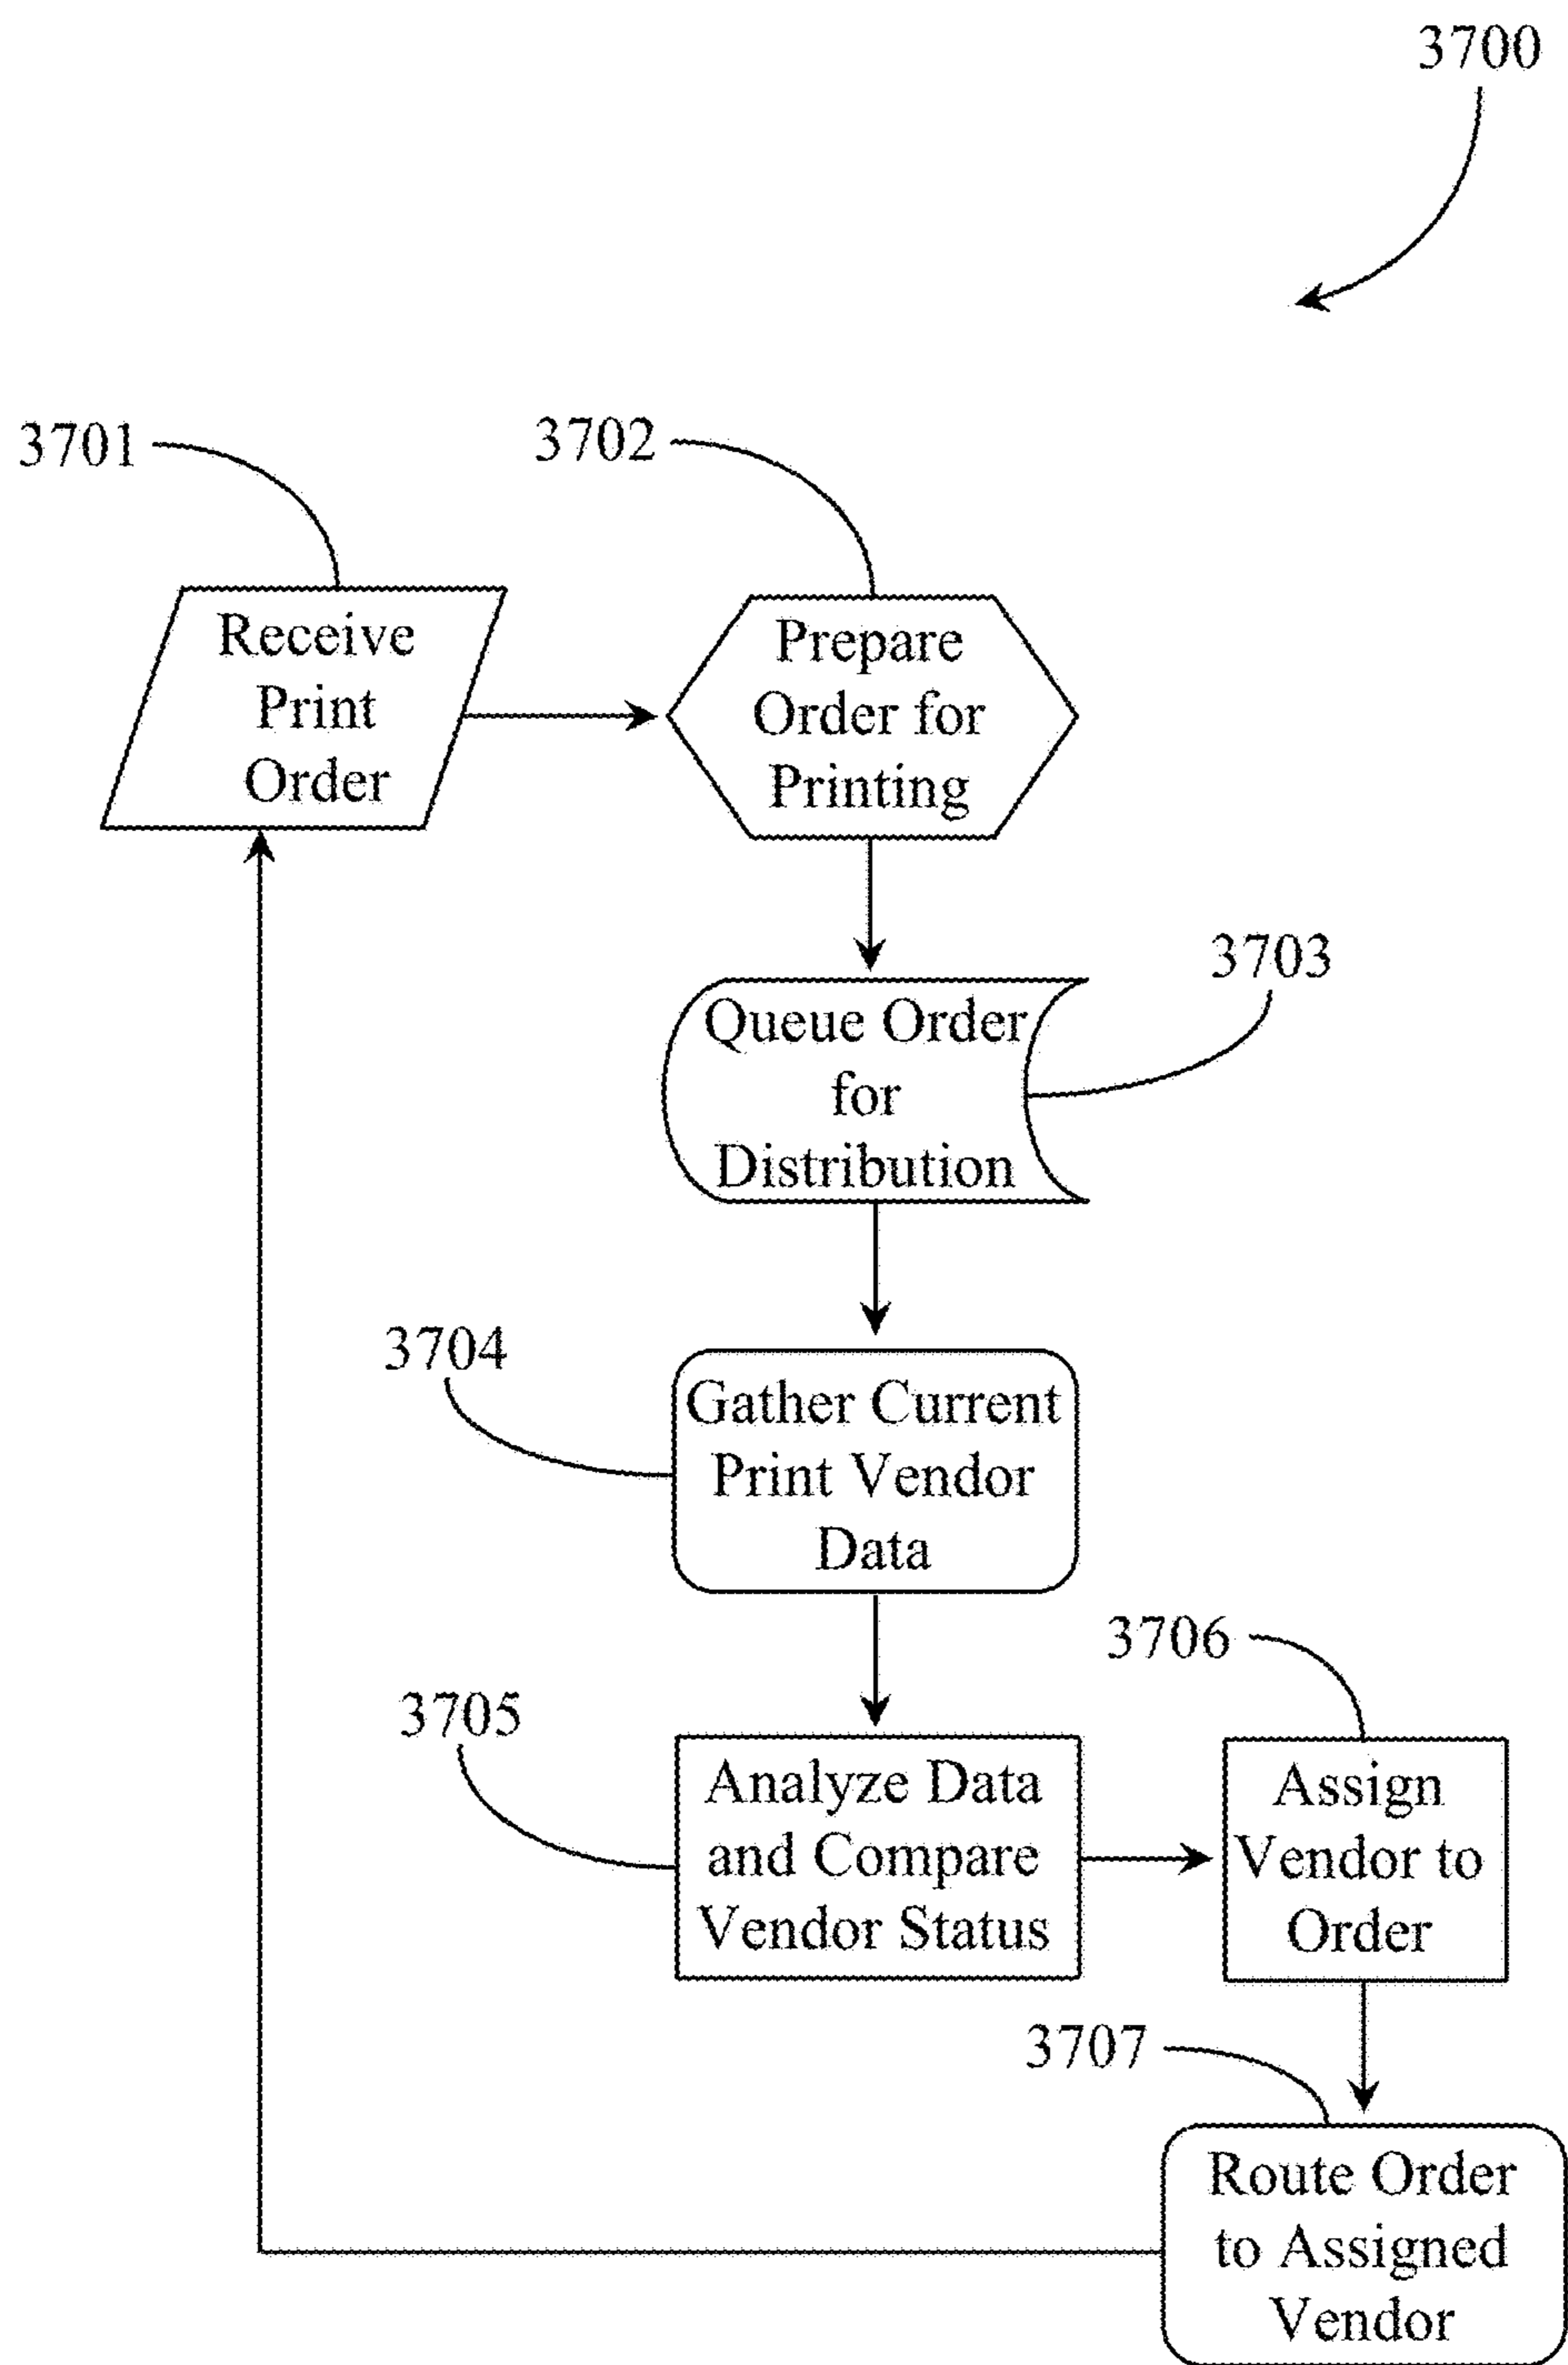 3700
3701
3702
Receive
Print
Order
Prepare
Order for
Printing
3703
Queue Order
for
Distribution
3704
Gather Current
Print Vendor
Data
3705
Analyze Data
and Compare
Vendor Status
3706
Assign
Vendor to
Order
3707
Route Order
to Assigned
Vendor